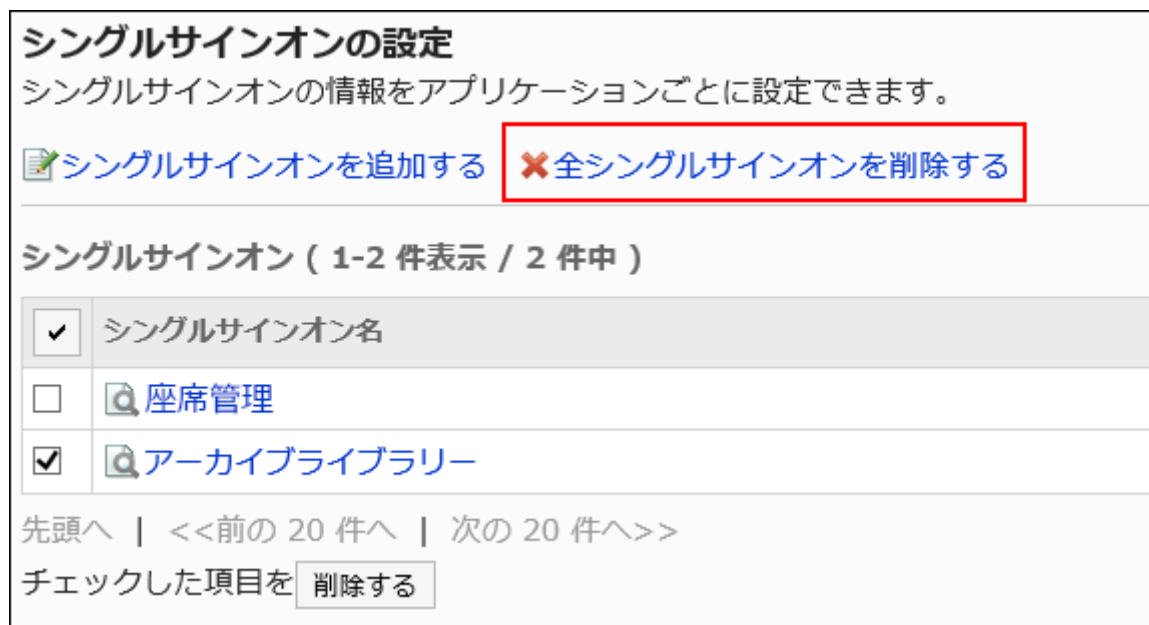 シングルサインオンの設定
シングルサインオンの情報をアプリケーションごとに設定できます。
シングルサインオンを追加する 全シングルサインオンを削除する
シングルサインオン ( 1-2 件表示 / 2 件中 )
シングルサインオン名
座席管理
アーカイブライブラリー
先頭へ | <<前の 20 件へ | 次の 20 件へ>>
チェックした項目を 削除する